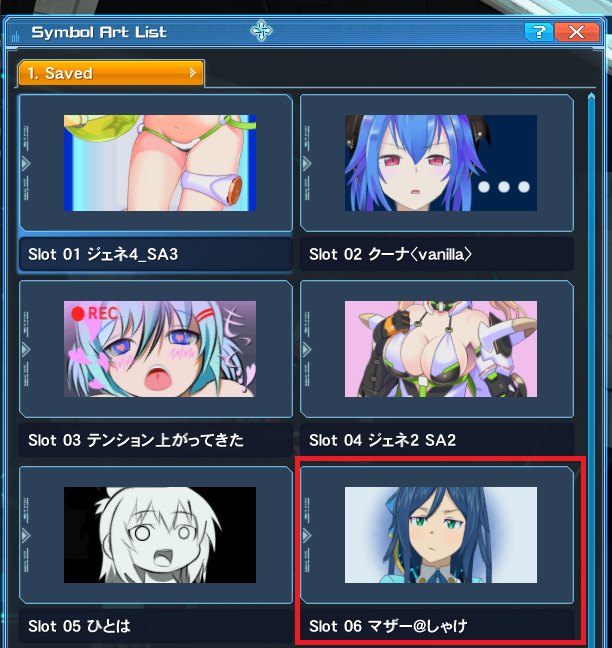 Symbol Art List
?
1. Saved
Slot 01 ジェネ4_SA3
Slot 02 クーナ〈vanilla〉
REC
Slot 03 テンション上がってきた
Slot 04 ジェネ2 SA2
Slot 05 ひとは
Slot 06 マザー@しゃけ